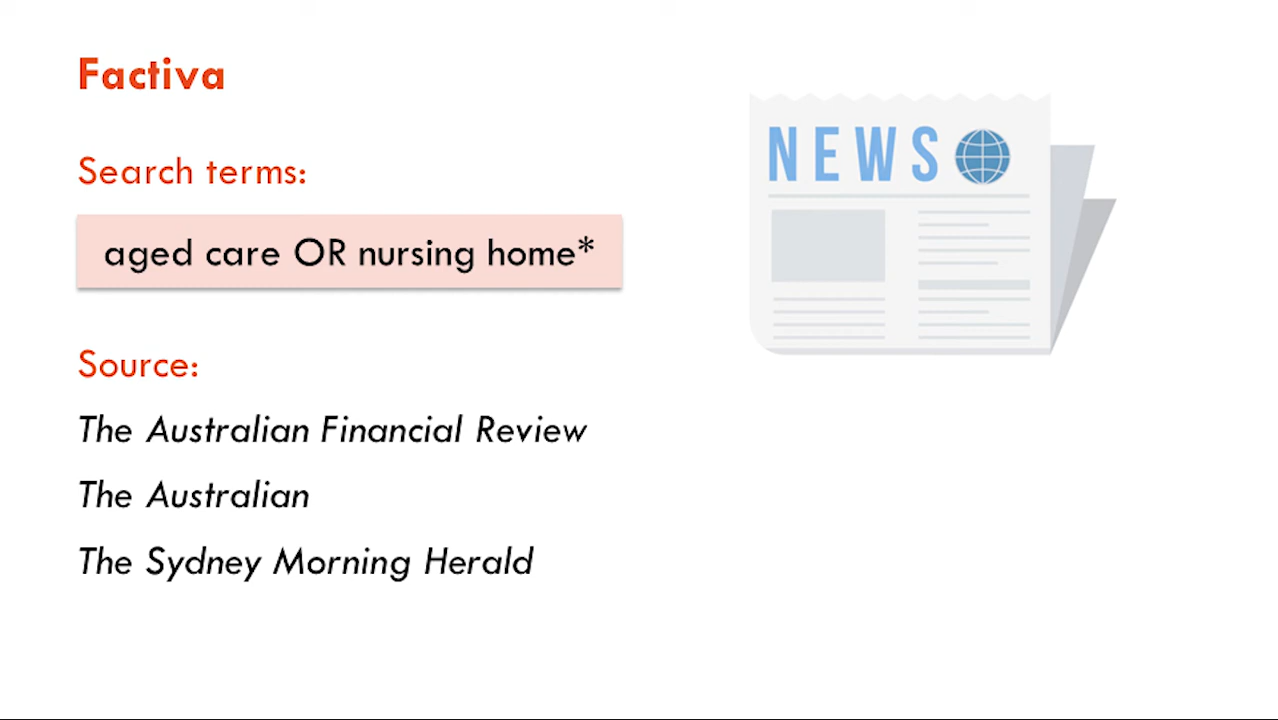 Factiva
Search terms:
aged care OR nursing home*
Source:
The Australian Financial Review
The Australian
The Sydney Morning Herald
NEWS